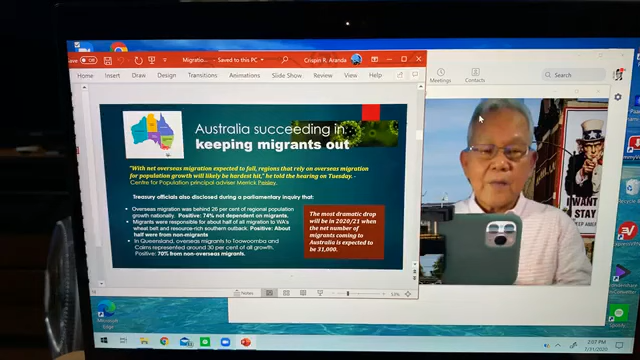 Off
Migratio... - Saved to this PC
Crispin R. Aranda
Home Insert Draw Design Transitions Animations Slide Show Review View Help
Meetings
Contacts
Search
Australia succeeding in
keeping migrants out
"With net overseas migration expected to fall, regions that rely on overseas migration
for population growth will likely be hardest hit," he told the hearing on Tuesday. -
Centre for Population principal adviser Merrick Peisley.
Treasury officials also disclosed during a parliamentary inquiry that:
Overseas migration was behind 26 per cent of regional population
growth nationally. Positive: 74% not dependent on migrants.
Migrants were responsible for about half of all migration to WA's
wheat belt and resource-rich southern outback. Positive: About
half were from non-migrants
In Queensland, overseas migrants to Toowoomba and
Cairns represented around 30 per cent of all growth.
Positive: 70% from non-overseas migrants.
The most dramatic drop
will be in 2020/21 when the
net number of
migrants coming to
Australia is expected to
be 31,000.
I WANT
STAY
Notes
53%
Microsoft
Edge
Spotify
2:07 PM
7/31/2020